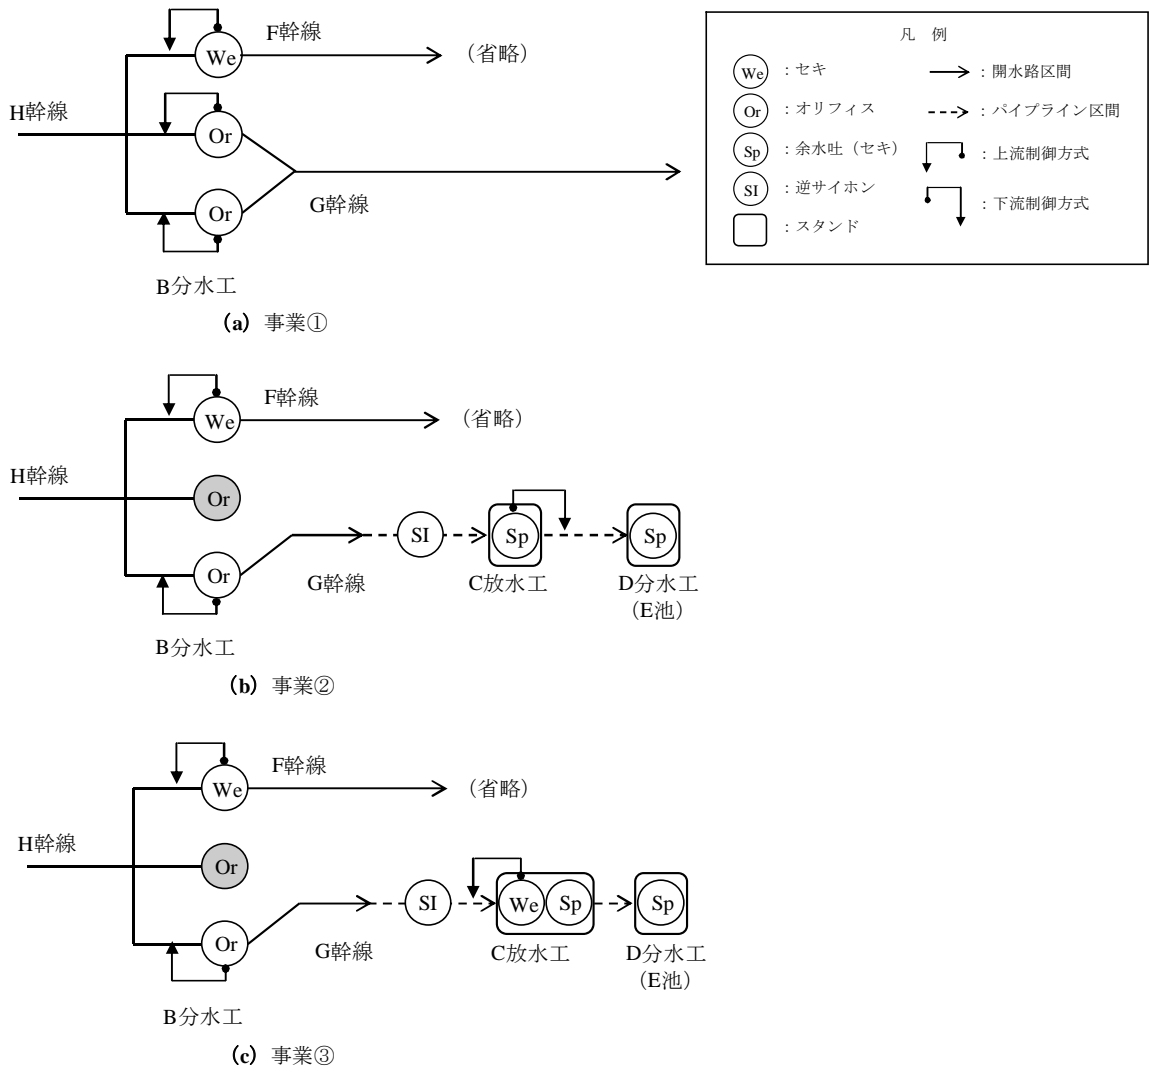 F幹線
We
(省略)
H幹線
Or
Or
G幹線
B分水工
(a) 事業①
凡 例
We :セキ
:開水路区間
Or :オリフィス
:パイプライン区間
Sp :余水吐(セキ)
:上流制御方式
SI :逆サイホン
:下流制御方式
:スタンド
F幹線
We
(省略)
H幹線
Or
SI
Sp
Sp
Or
G幹線
C放水工
D分水工
(E池)
B分水工
(b) 事業②
F幹線
We
(省略)
H幹線
Or
SI
We
Sp
Sp
Or
G幹線
C放水工
D分水工
(E池)
B分水工
(c) 事業③